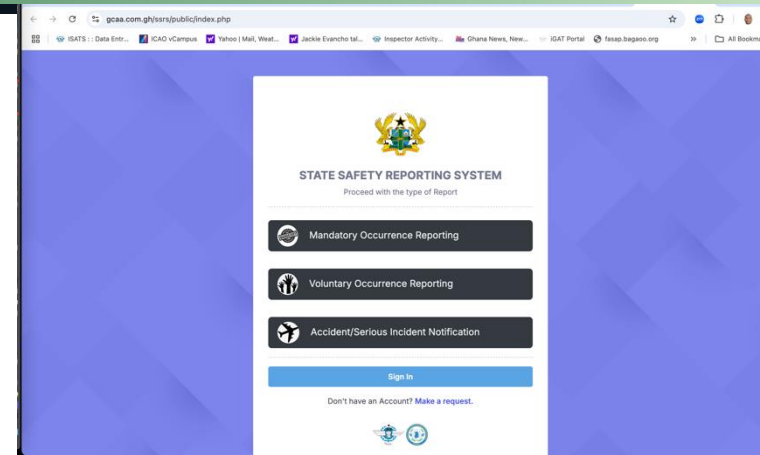 gcaa.com.gh/ssrs/public/index.php
ISATS : : Data Entr... ICAO vCampus Yahoo | Mail, Weat... Jackie Evancho tal... Inspector Activity... Ghana News, New... iGAT Portal fasap.bagaoo.org » All Bookma
STATE SAFETY REPORTING SYSTEM
Proceed with the type of Report
Mandatory Occurrence Reporting
Voluntary Occurrence Reporting
Accident/Serious Incident Notification
Sign In
Don't have an Account? Make a request.